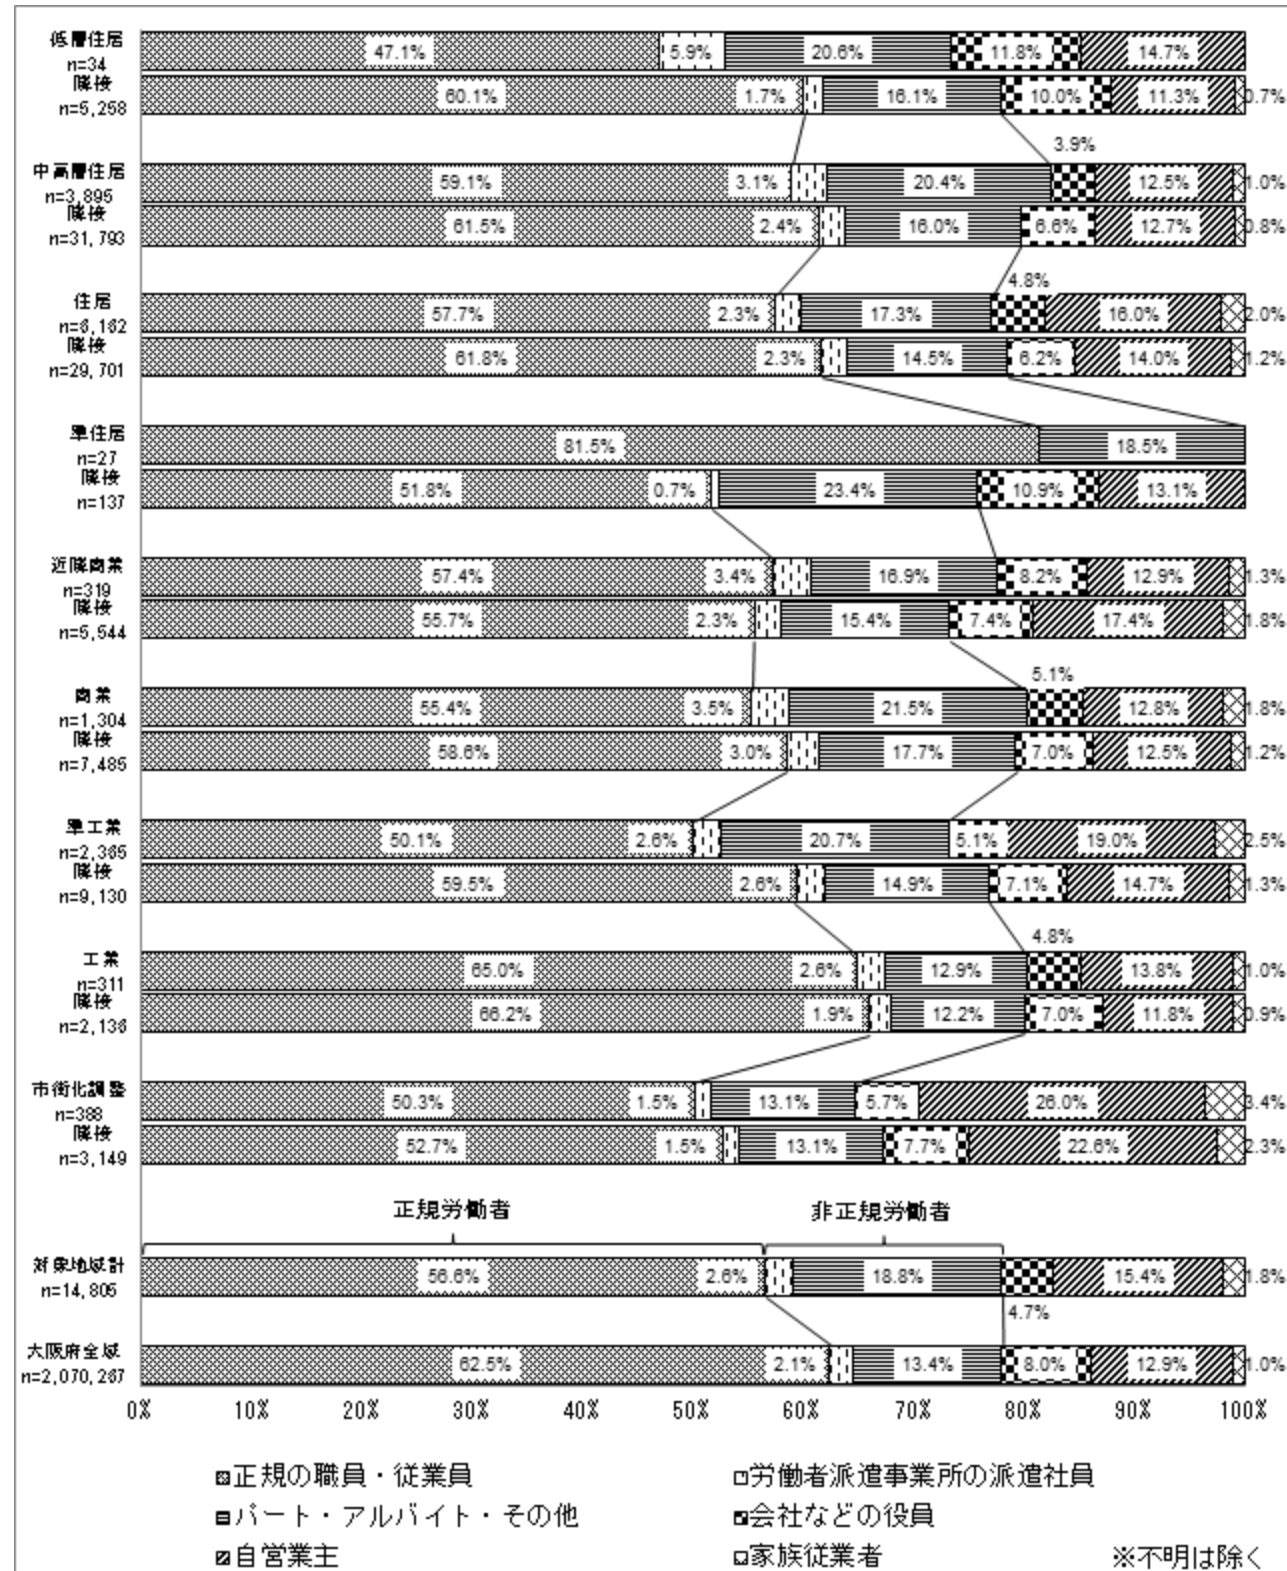 低層住居
n=34
47.1% 5.9% 20.6% 11.8% 14.7%
隣接
n=5,258
60.1% 1.7% 16.1% 10.0% 11.3% 0.7%
3.9%
中高層住居
n=3,895
59.1% 3.1% 20.4% 12.5% 1.0%
隣接
n=31,793
61.5% 2.4% 16.0% 6.6% 12.7% 0.8%
4.8%
住居
n=6,162
57.7% 2.3% 17.3% 16.0% 2.0%
隣接
n=29,701
61.8% 2.3% 14.5% 6.2% 14.0% 1.2%
準住居
n=27
81.5% 18.5%
隣接
n=137
51.8% 0.7% 23.4% 10.9% 13.1%
近隣商業
n=319
57.4% 3.4% 16.9% 8.2% 12.9% 1.3%
隣接
n=5,544
55.7% 2.3% 15.4% 7.4% 17.4% 1.8%
5.1%
商業
n=1,304
55.4% 3.5% 21.5% 12.8% 1.8%
隣接
n=7,485
58.6% 3.0% 17.7% 7.0% 12.5% 1.2%
準工業
n=2,365
50.1% 2.6% 20.7% 5.1% 19.0% 2.5%
隣接
n=9,130
59.5% 2.6% 14.9% 7.1% 14.7% 1.3%
4.8%
工業
n=311
65.0% 2.6% 12.9% 13.8% 1.0%
隣接
n=2,136
66.2% 1.9% 12.2% 7.0% 11.8% 0.9%
市街化調整
n=388
50.3% 1.5% 13.1% 5.7% 26.0% 3.4%
隣接
n=3,149
52.7% 1.5% 13.1% 7.7% 22.6% 2.3%
正規労働者 非正規労働者
対象地域計
n=14,805
56.6% 2.6% 18.8% 15.4% 1.8%
4.7%
大阪府全域
n=2,070,267
62.5% 2.1% 13.4% 8.0% 12.9% 1.0%
0% 10% 20% 30% 40% 50% 60% 70% 80% 90% 100%
正規の職員・従業員 労働者派遣事業所の派遣社員
パート・アルバイト・その他 会社などの役員
自営業主 家族従業者 ※不明は除く